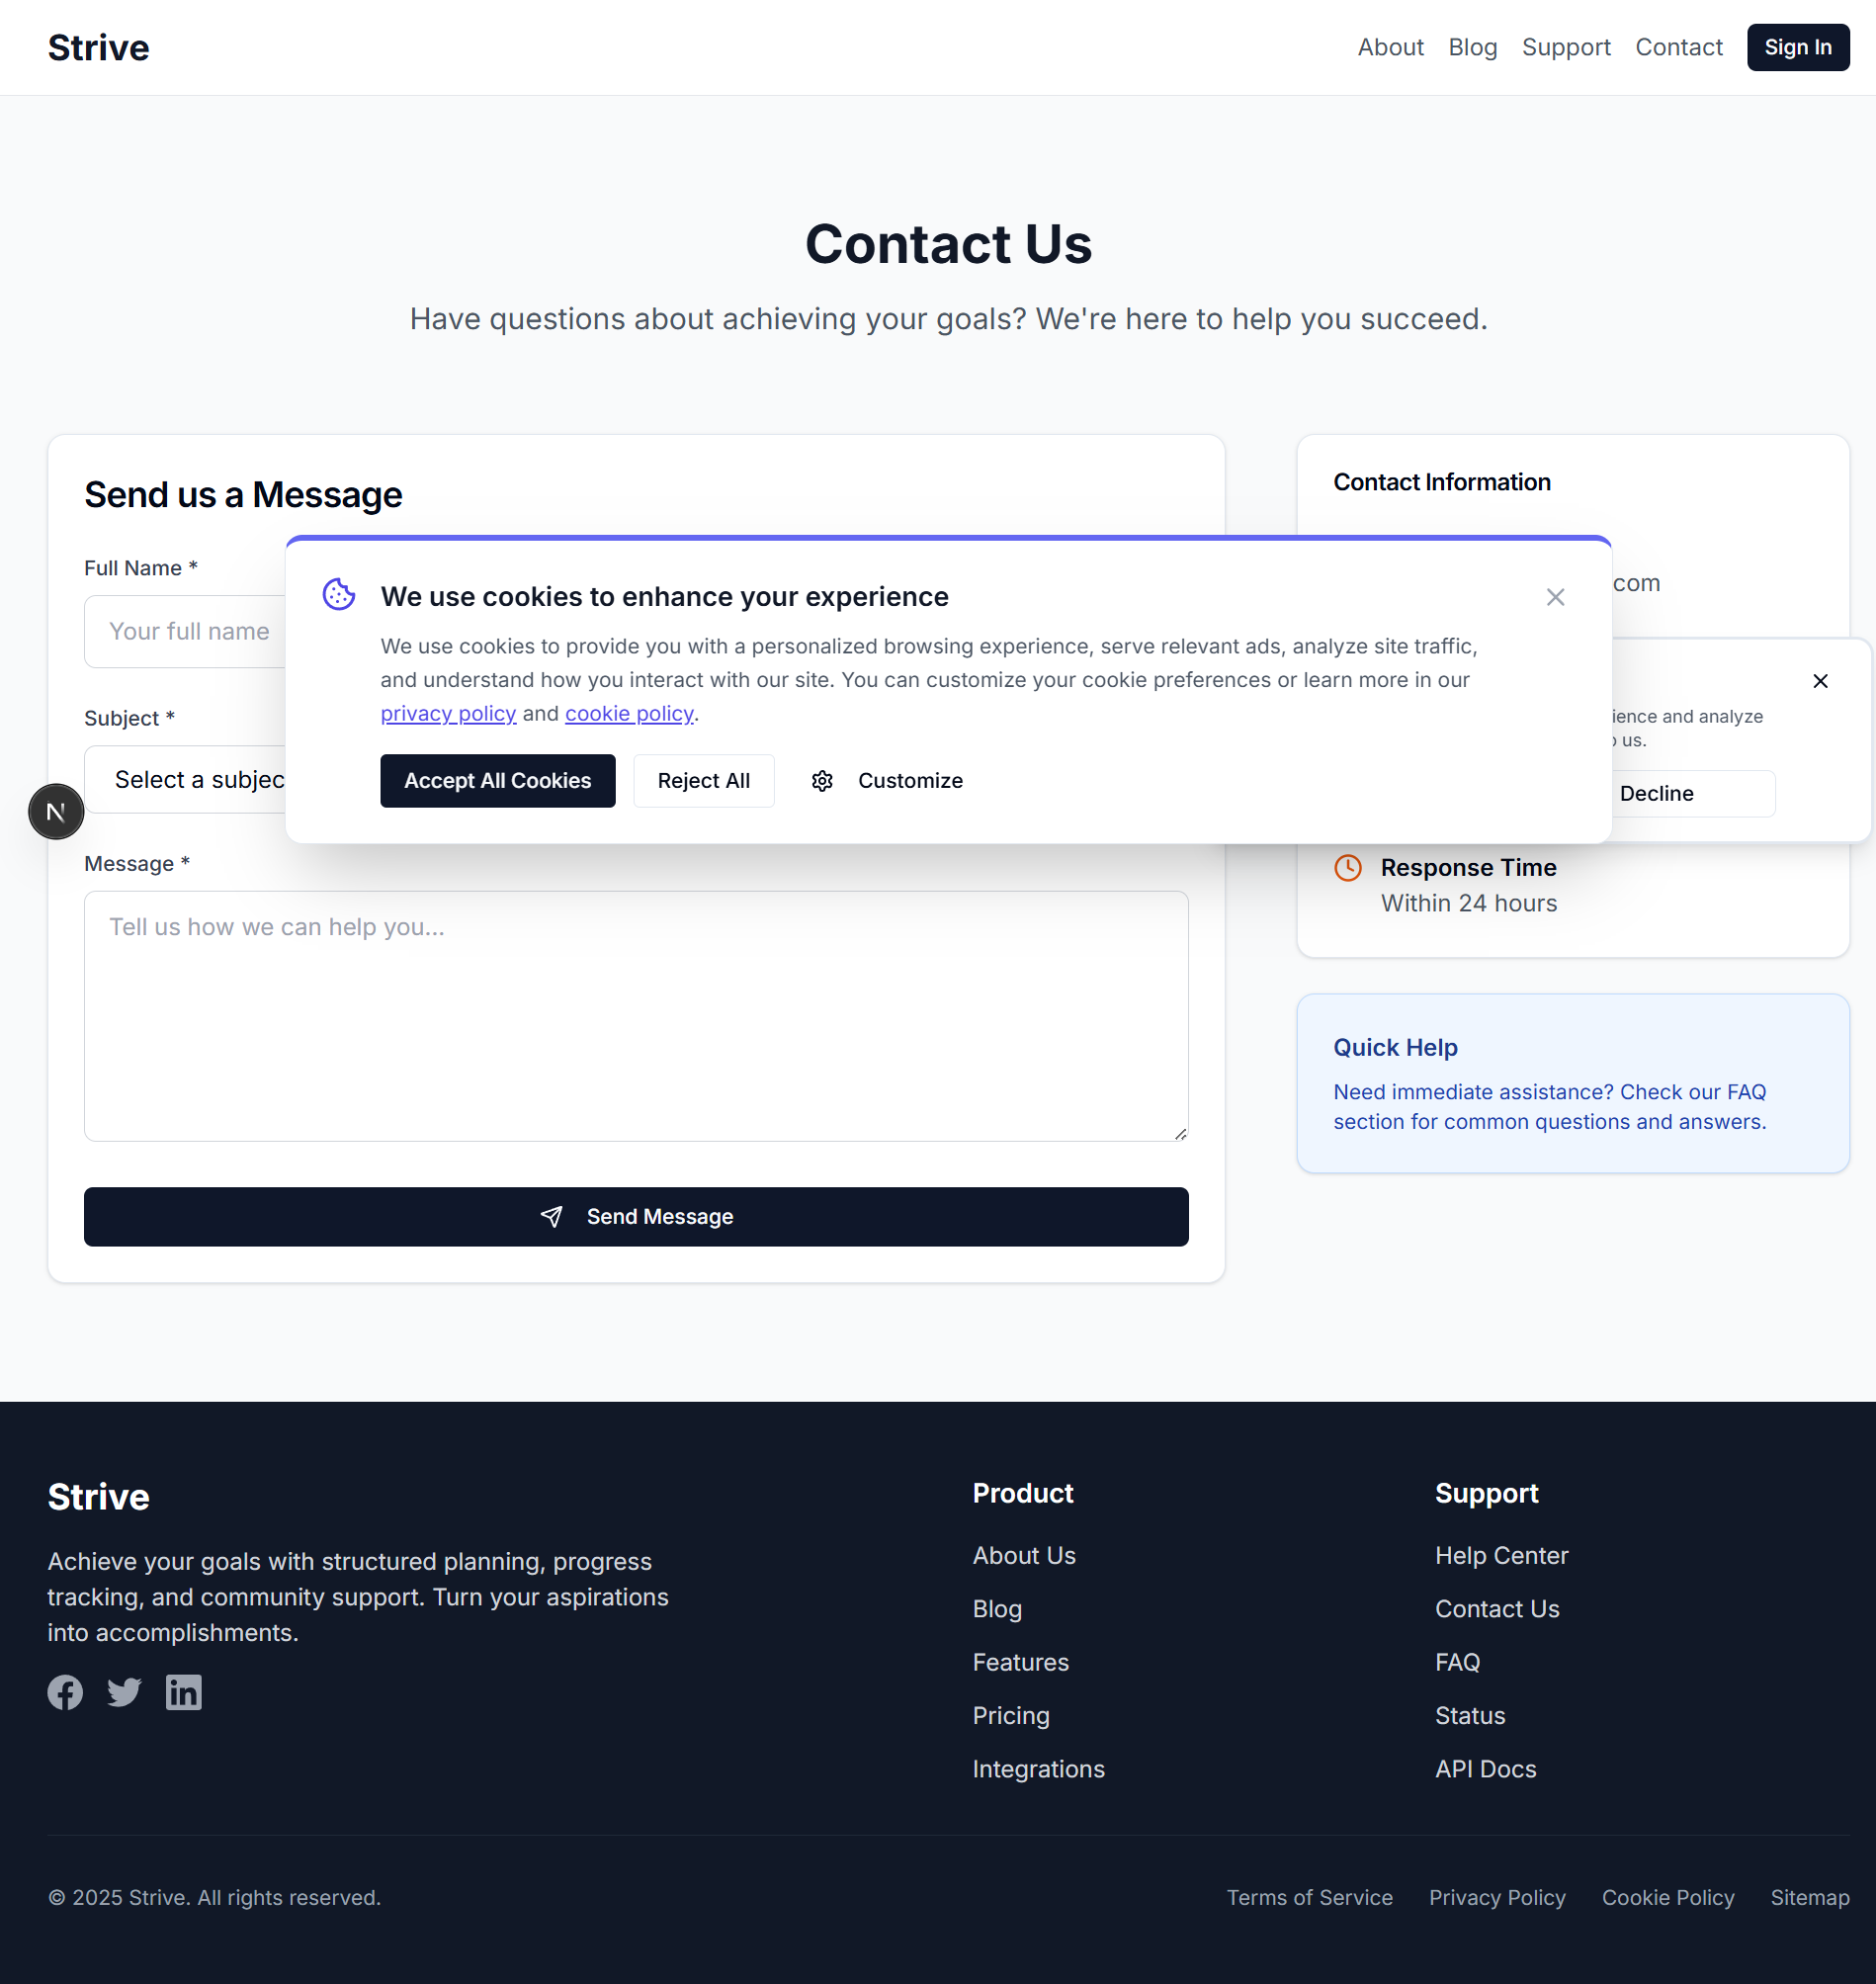 Strive
About Blog Support Contact Sign In
Contact Us
Have questions about achieving your goals? We're here to help you succeed.
Send us a Message
Full Name *
Your full name
Subject *
Select a subjec
Message *
Tell us how we can help you...
Send Message
We use cookies to enhance your experience
We use cookies to provide you with a personalized browsing experience, serve relevant ads, analyze site traffic,
and understand how you interact with our site. You can customize your cookie preferences or learn more in our
privacy policy and cookie policy.
Accept All Cookies Reject All Customize
Contact Information
com
ience and analyze
us.
Decline
Response Time
Within 24 hours
Quick Help
Need immediate assistance? Check our FAQ
section for common questions and answers.
N
Strive
Achieve your goals with structured planning, progress
tracking, and community support. Turn your aspirations
into accomplishments.
Product
About Us
Blog
Features
Pricing
Integrations
Support
Help Center
Contact Us
FAQ
Status
API Docs
© 2025 Strive. All rights reserved.
Terms of Service Privacy Policy Cookie Policy Sitemap